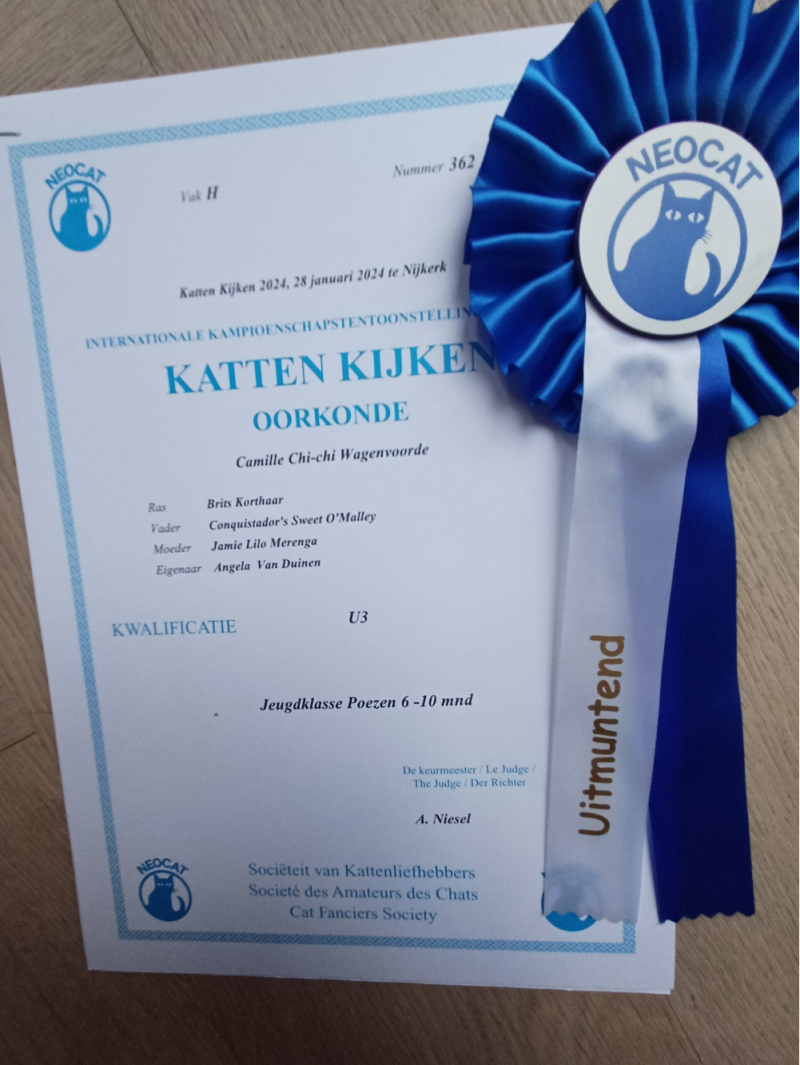 NEOCAT
Vak H
Nummer 362
Katten Kijken 2024, 28 januari 2024 te Nijkerk
INTERNATIONALE KAMPIOENSCHAPSTENTOONSTELLIN
KATTEN KIJKEN
OORKONDE
Camille Chi-chi Wagenvoorde
Ras Brits Korthaar
Vader Conquistador's Sweet O'Malley
Moeder Jamie Lilo Merenga
Eigenaar Angela Van Duinen
KWALIFICATIE U3
Jeugdklasse Poezen 6 -10 mnd
De keurmeester / Le Judge /
The Judge / Der Richter
A. Niesel
NEOCAT
Sociëteit van Kattenliefhebbers
Societé des Amateurs des Chats
Cat Fanciers Society
NEOCAT
Uitmuntend